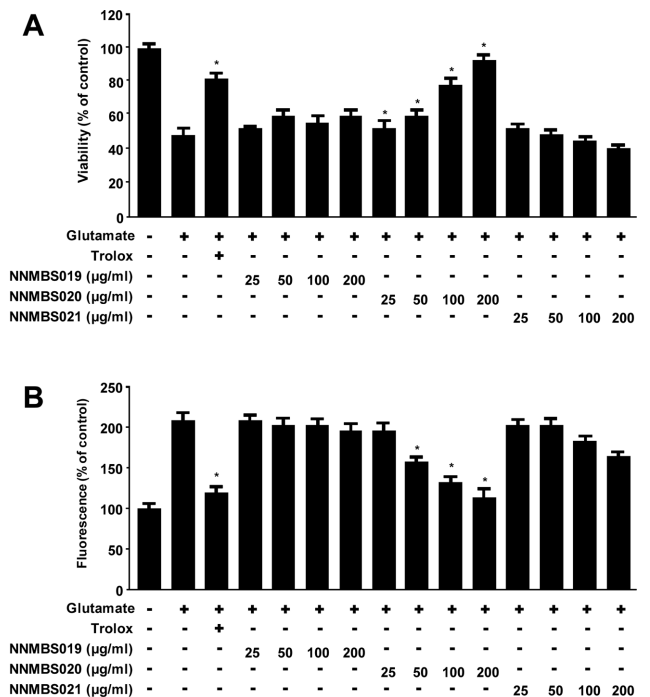 A
120
100
80
60
40
20
0
Viability (% of control)
* * * * *
Glutamate - + + + + + + + + + + + + + +
Trolox - - + - - - - - - - - - - - -
NNMBS019 (µg/ml) - - - 25 50 100 200 - - - - - - - -
NNMBS020 (µg/ml) - - - - - - - 25 50 100 200 - - - -
NNMBS021 (µg/ml) - - - - - - - - - - - 25 50 100 200
B
250
200
150
100
50
0
Fluorescence (% of control)
* * * *
Glutamate - + + + + + + + + + + + + + +
Trolox - - + - - - - - - - - - - - -
NNMBS019 (µg/ml) - - - 25 50 100 200 - - - - - - - -
NNMBS020 (µg/ml) - - - - - - - 25 50 100 200 - - - -
NNMBS021 (µg/ml) - - - - - - - - - - - 25 50 100 200